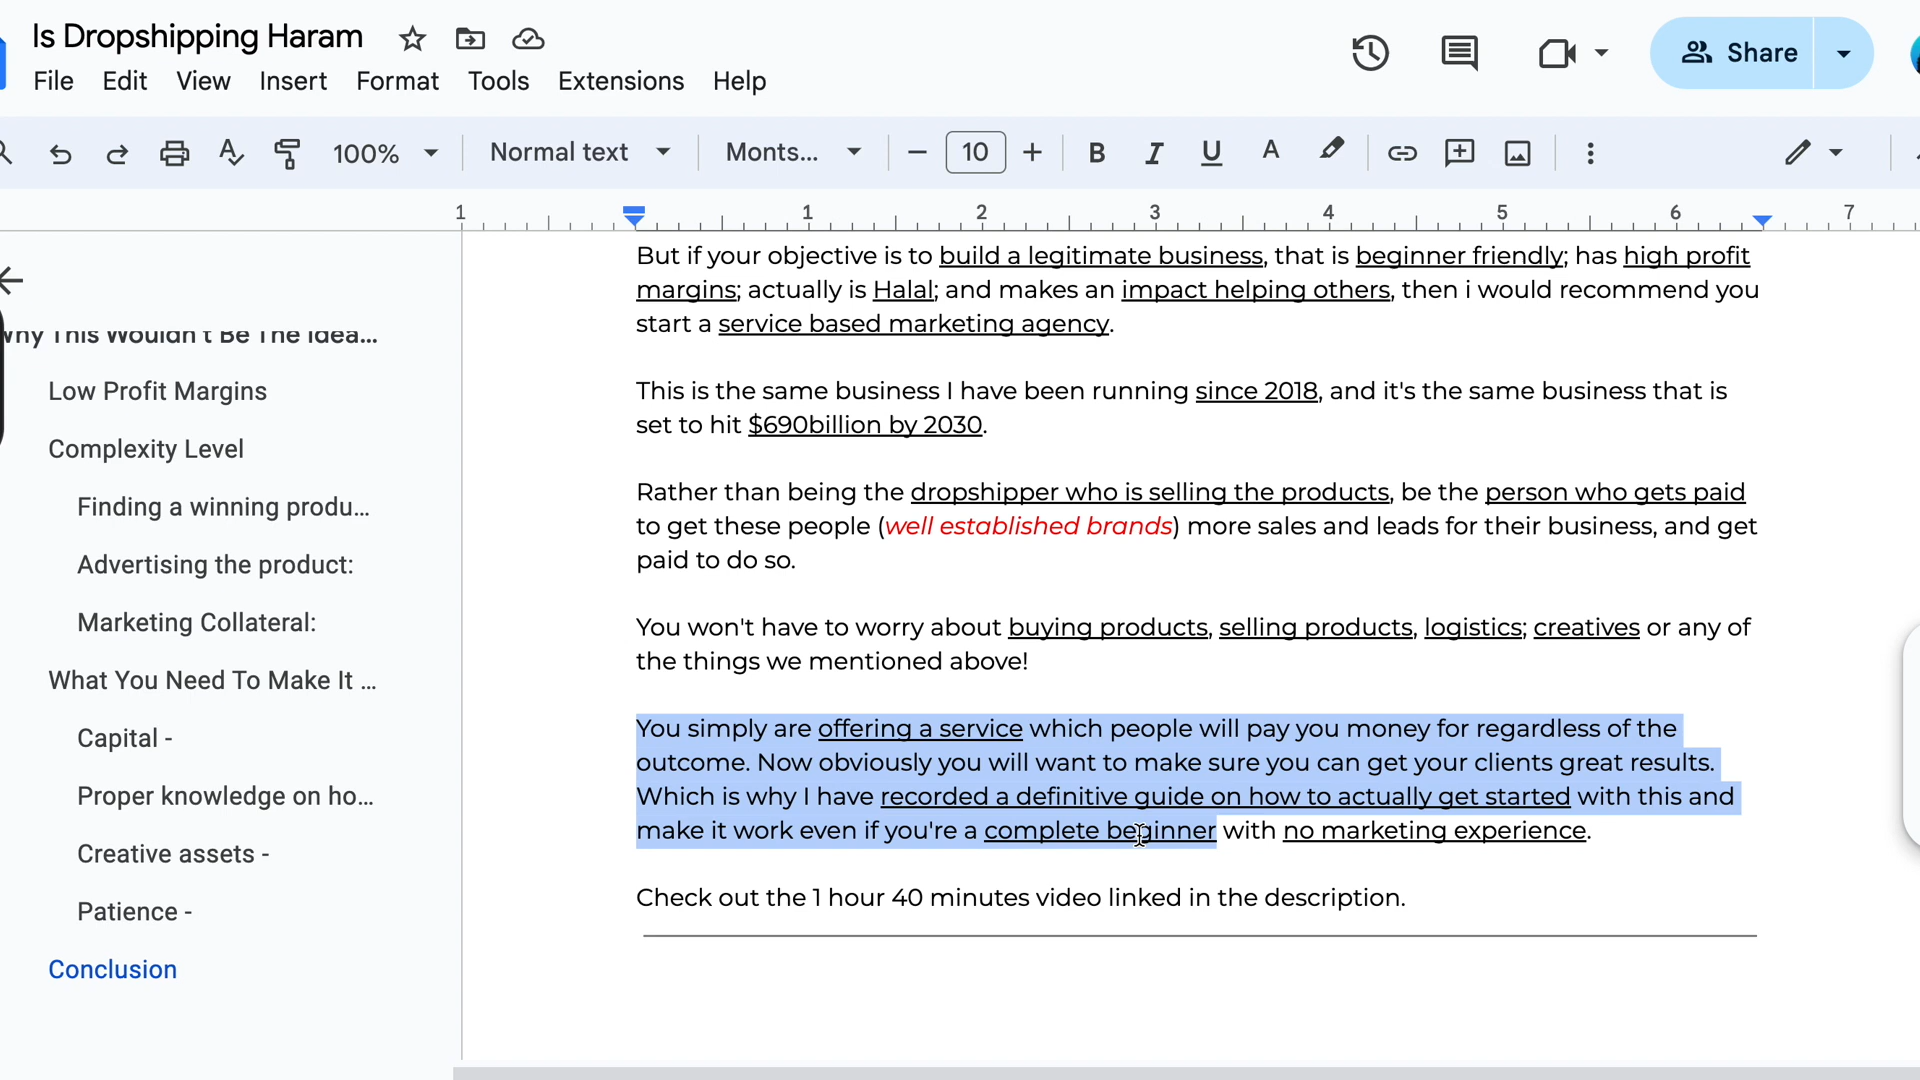 Is Dropshipping Haram
File Edit View Insert Format Tools Extensions Help
Share
100% Normal text Monts... 10 B I U A
1 1 2 3 4 5 6 7
Why This Wouldn't Be The Idea...
Low Profit Margins
Complexity Level
Finding a winning produ...
Advertising the product:
Marketing Collateral:
What You Need To Make It ...
Capital -
Proper knowledge on ho...
Creative assets -
Patience -
Conclusion
But if your objective is to build a legitimate business, that is beginner friendly; has high profit
margins; actually is Halal; and makes an impact helping others, then i would recommend you
start a service based marketing agency.
This is the same business I have been running since 2018, and it's the same business that is
set to hit $690billion by 2030.
Rather than being the dropshipper who is selling the products, be the person who gets paid
to get these people (well established brands) more sales and leads for their business, and get
paid to do so.
You won't have to worry about buying products, selling products, logistics; creatives or any of
the things we mentioned above!
You simply are offering a service which people will pay you money for regardless of the
outcome. Now obviously you will want to make sure you can get your clients great results.
Which is why I have recorded a definitive guide on how to actually get started with this and
make it work even if you're a complete beginner with no marketing experience.
Check out the 1 hour 40 minutes video linked in the description.